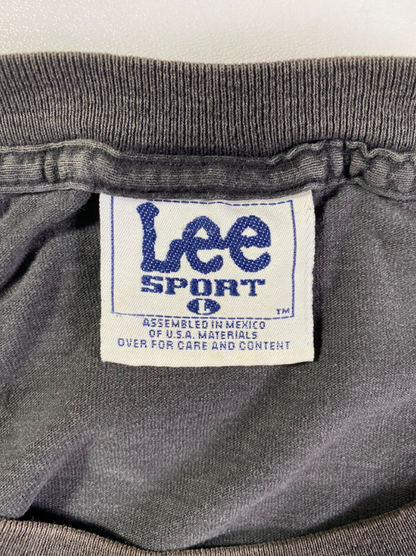 Lee
SPORT
L
TM
ASSEMBLED IN MEXICO
OF U.S.A. MATERIALS
OVER FOR CARE AND CONTENT